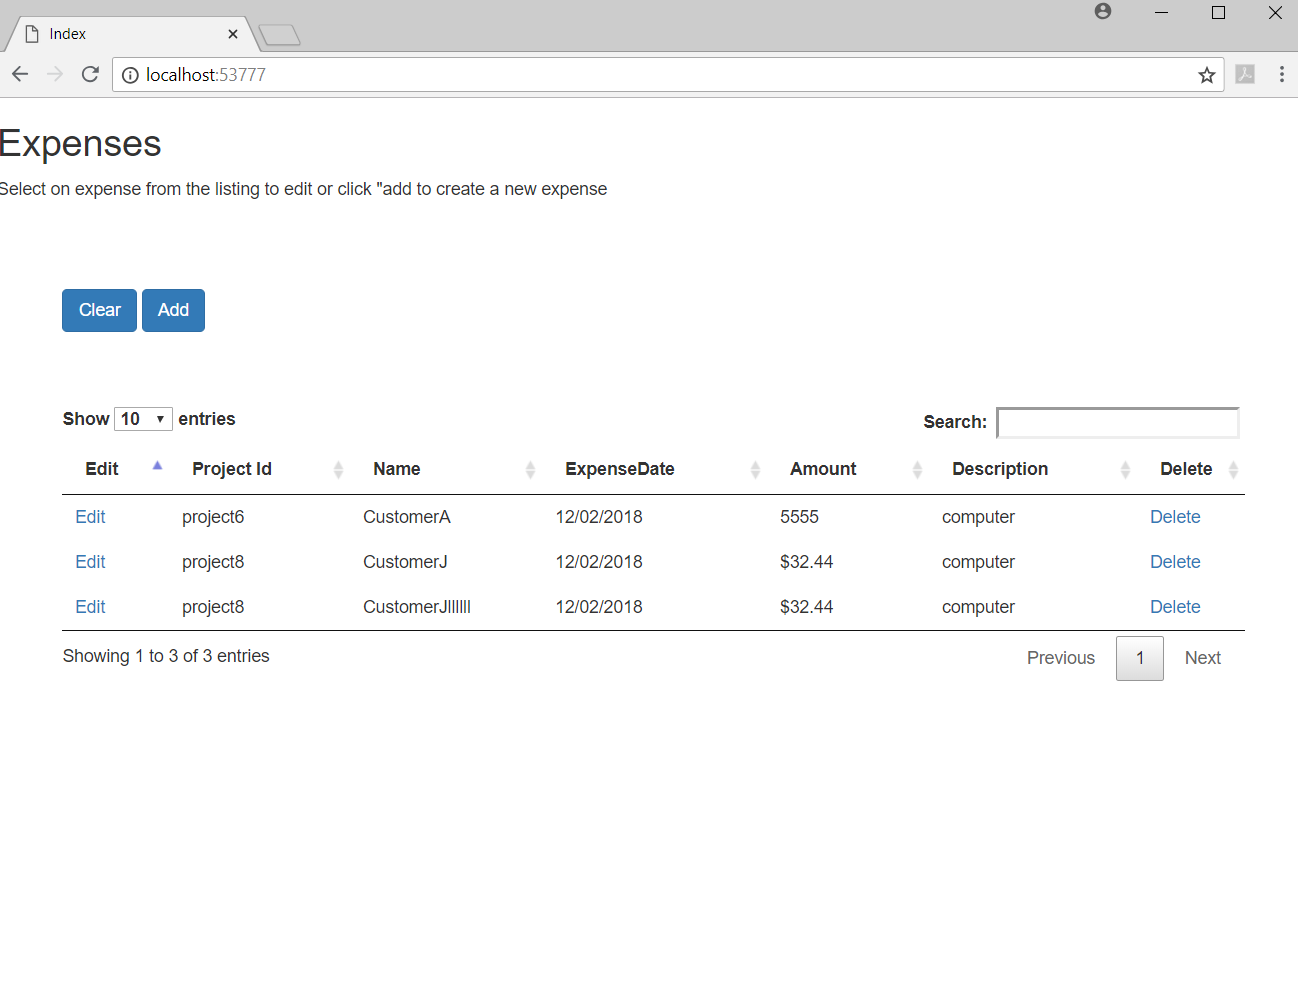 Index
localhost:53777
Expenses
Select on expense from the listing to edit or click "add to create a new expense
Clear Add
Show 10 entries Search:
Edit Project Id Name ExpenseDate Amount Description Delete
Edit project6 CustomerA 12/02/2018 5555 computer Delete
Edit project8 CustomerJ 12/02/2018 $32.44 computer Delete
Edit project8 CustomerJllllll 12/02/2018 $32.44 computer Delete
Showing 1 to 3 of 3 entries Previous 1 Next